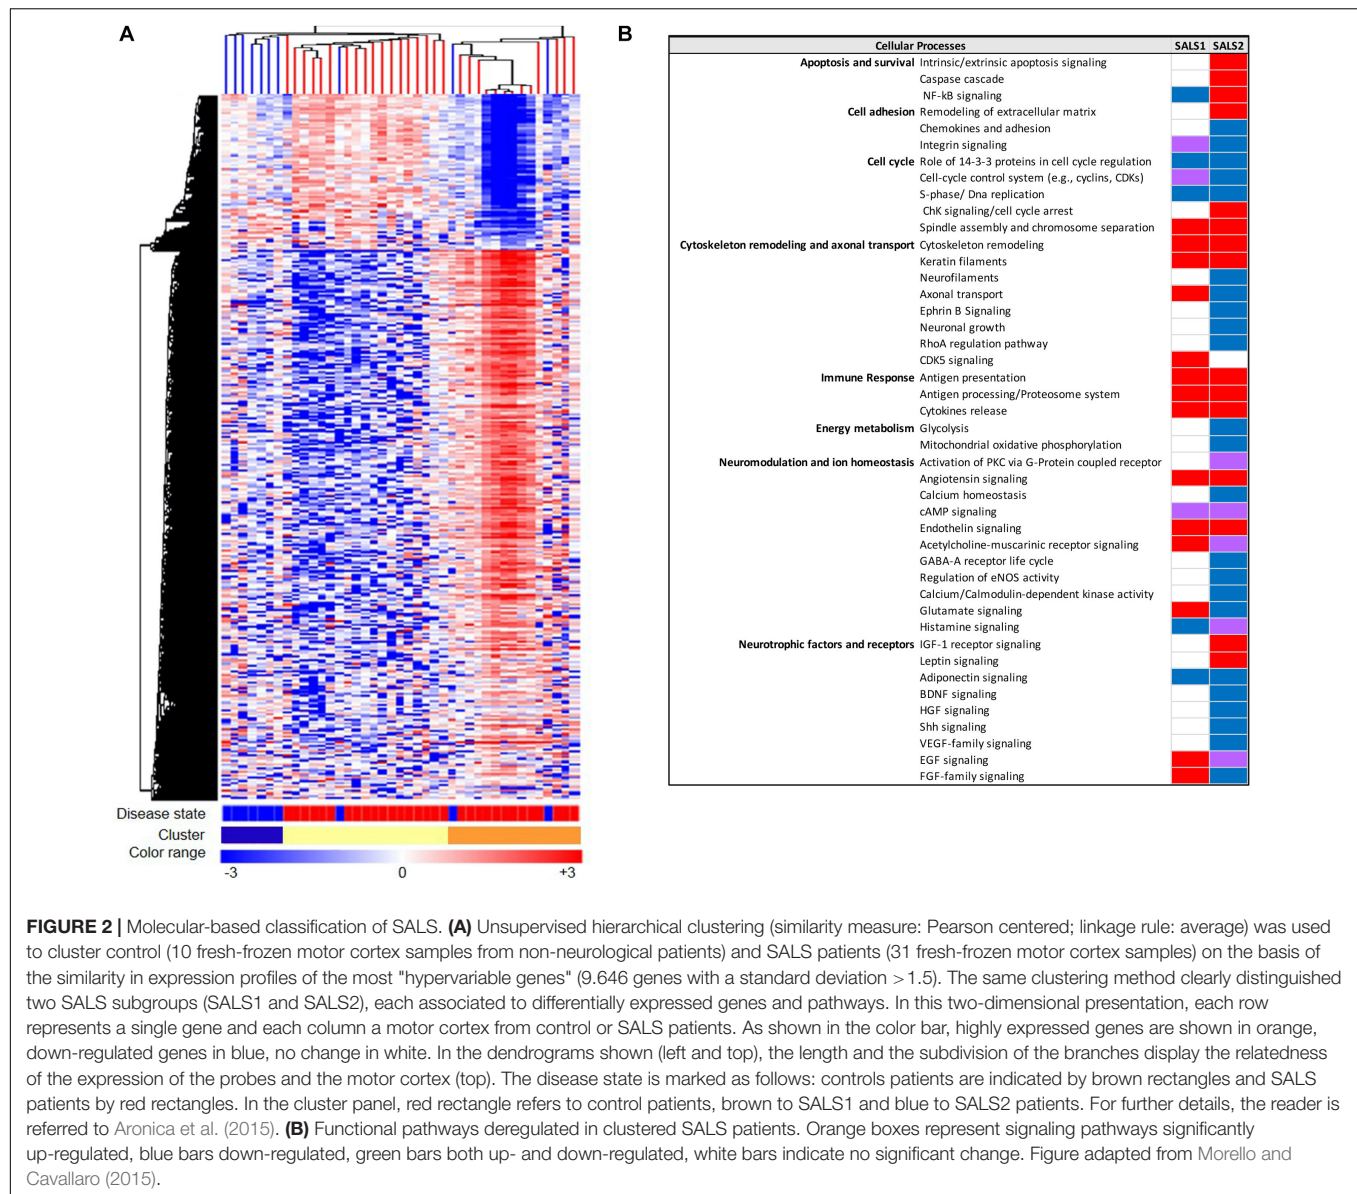 A
B
Disease state
Cluster
Color range
-3
0
+3
Cellular Processes SALS1 SALS2
Apoptosis and survival Intrinsic/extrinsic apoptosis signaling
Caspase cascade
NF-kB signaling
Cell adhesion Remodeling of extracellular matrix
Chemokines and adhesion
Integrin signaling
Cell cycle Role of 14-3-3 proteins in cell cycle regulation
Cell-cycle control system (e.g., cyclins, CDKs)
S-phase/ Dna replication
ChK signaling/cell cycle arrest
Spindle assembly and chromosome separation
Cytoskeleton remodeling and axonal transport Cytoskeleton remodeling
Keratin filaments
Neurofilaments
Axonal transport
Ephrin B Signaling
Neuronal growth
RhoA regulation pathway
CDK5 signaling
Immune Response Antigen presentation
Antigen processing/Proteosome system
Cytokines release
Energy metabolism Glycolysis
Mitochondrial oxidative phosphorylation
Neuromodulation and ion homeostasis Activation of PKC via G-Protein coupled receptor
Angiotensin signaling
Calcium homeostasis
cAMP signaling
Endothelin signaling
Acetylcholine-muscarinic receptor signaling
GABA-A receptor life cycle
Regulation of eNOS activity
Calcium/Calmodulin-dependent kinase activity
Glutamate signaling
Histamine signaling
Neurotrophic factors and receptors IGF-1 receptor signaling
Leptin signaling
Adiponectin signaling
BDNF signaling
HGF signaling
Shh signaling
VEGF-family signaling
EGF signaling
FGF-family signaling
FIGURE 2 | Molecular-based classification of SALS. (A) Unsupervised hierarchical clustering (similarity measure: Pearson centered; linkage rule: average) was used
to cluster control (10 fresh-frozen motor cortex samples from non-neurological patients) and SALS patients (31 fresh-frozen motor cortex samples) on the basis of
the similarity in expression profiles of the most "hypervariable genes" (9.646 genes with a standard deviation >1.5). The same clustering method clearly distinguished
two SALS subgroups (SALS1 and SALS2), each associated to differentially expressed genes and pathways. In this two-dimensional presentation, each row
represents a single gene and each column a motor cortex from control or SALS patients. As shown in the color bar, highly expressed genes are shown in orange,
down-regulated genes in blue, no change in white. In the dendrograms shown (left and top), the length and the subdivision of the branches display the relatedness
of the expression of the probes and the motor cortex (top). The disease state is marked as follows: controls patients are indicated by brown rectangles and SALS
patients by red rectangles. In the cluster panel, red rectangle refers to control patients, brown to SALS1 and blue to SALS2 patients. For further details, the reader is
referred to Aronica et al. (2015). (B) Functional pathways deregulated in clustered SALS patients. Orange boxes represent signaling pathways significantly
up-regulated, blue bars down-regulated, green bars both up- and down-regulated, white bars indicate no significant change. Figure adapted from Morello and
Cavallaro (2015).